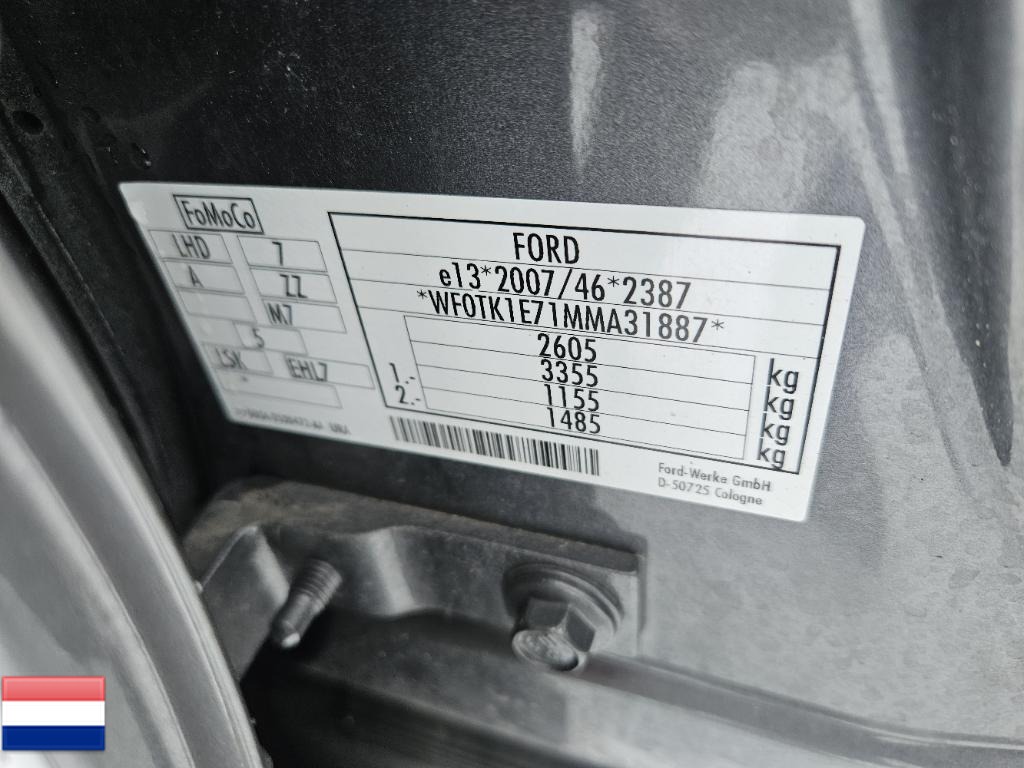 FoMoCo
LHD 7
A ZZ
M7
5
EHL7
FORD
e13*2007/46*2387
*WF0TK1E71MMA31887*
2605 kg
3355 kg
1.- 1155 kg
2.- 1485 kg
Ford-Werke GmbH
D-50725 Cologne